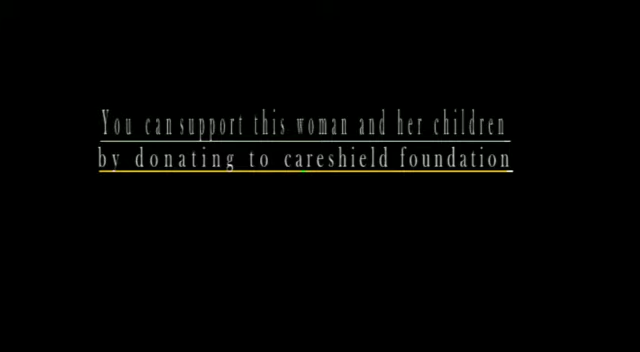 You can support this woman and her children
by donating to careshield foundation